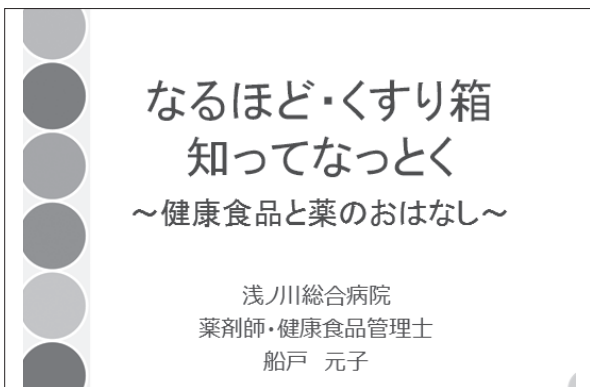 なるほど・くすり箱
知ってなっとく
～健康食品と薬のおはなし～
浅ノ川総合病院
薬剤師・健康食品管理士
船戸　元子